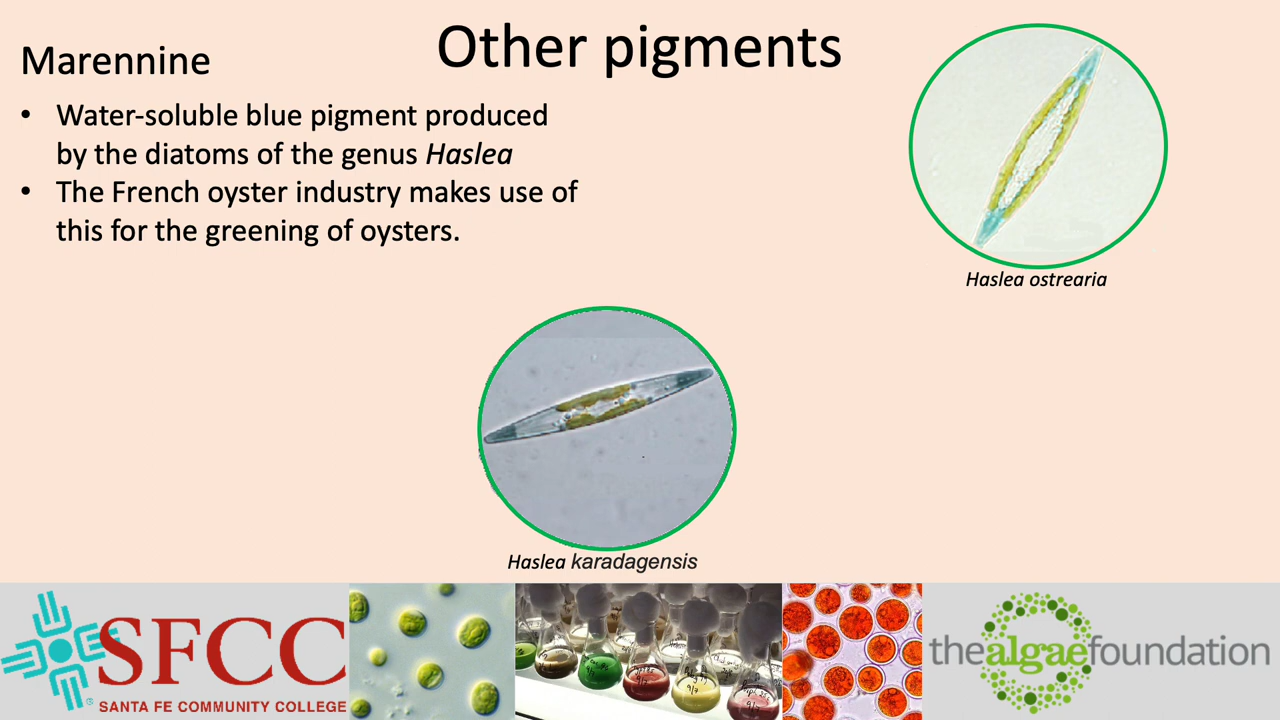 Other pigments
Marennine
• Water-soluble blue pigment produced
by the diatoms of the genus Haslea
• The French oyster industry makes use of
this for the greening of oysters.
Haslea ostrearia
Haslea karadagensis
SFCC
®
SANTA FE COMMUNITY COLLEGE
thealgaefoundation